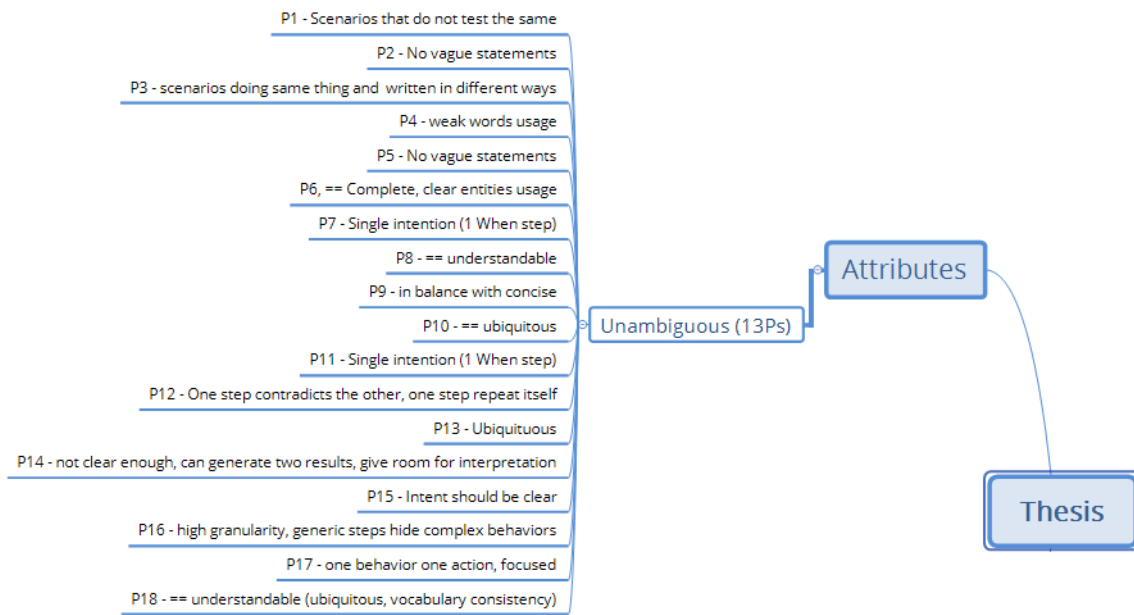 P1 - Scenarios that do not test the same
P2 - No vague statements
P3 - scenarios doing same thing and written in different ways
P4 - weak words usage
P5 - No vague statements
P6, == Complete, clear entities usage
P7 - Single intention (1 When step)
P8 - == understandable
P9 - in balance with concise
P10 - == ubiquitous
P11 - Single intention (1 When step)
P12 - One step contradicts the other, one step repeat itself
P13 - Ubiquituous
P14 - not clear enough, can generate two results, give room for interpretation
P15 - Intent should be clear
P16 - high granularity, generic steps hide complex behaviors
P17 - one behavior one action, focused
P18 - == understandable (ubiquitous, vocabulary consistency)
Unambiguous (13Ps)
Attributes
Thesis